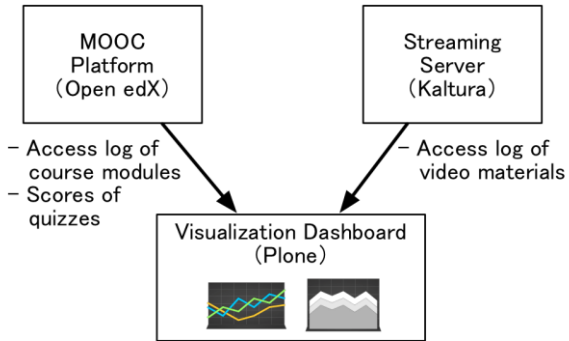 MOOC
Platform
(Open edX)
Streaming
Server
(Kaltura)
- Access log of
course modules
- Scores of
quizzes
- Access log of
video materials
Visualization Dashboard
(Plone)